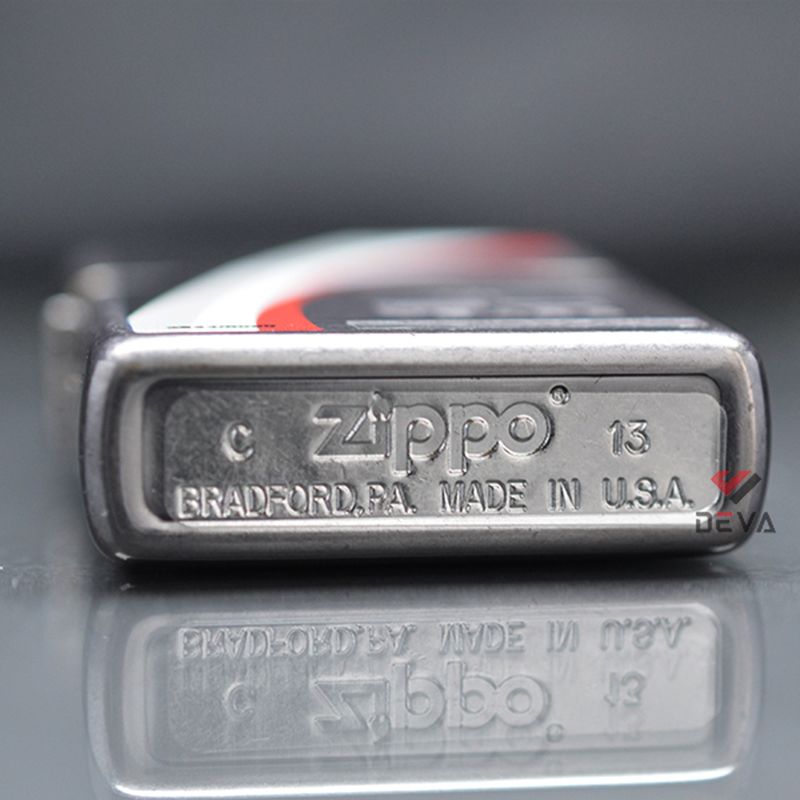 C Zippo® 13
BRADFORD, PA. MADE IN U.S.A.
DEVA